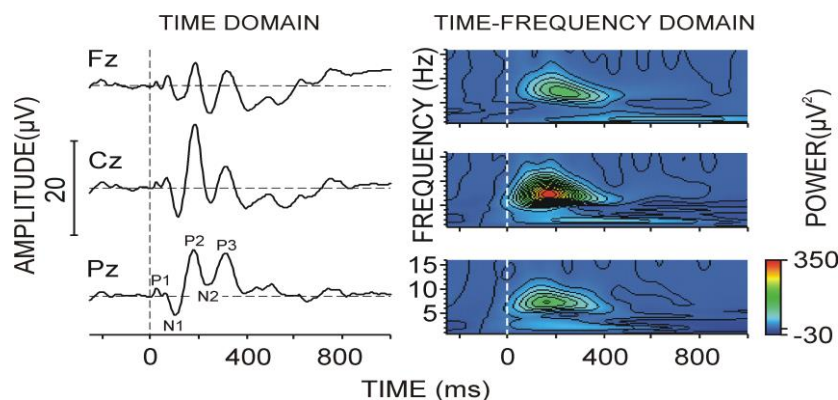 TIME DOMAIN
TIME-FREQUENCY DOMAIN
Fz
Cz
Pz
AMPLITUDE(µV)
20
P1
P2
P3
N1
N2
0
400
800
FREQUENCY (Hz)
15
10
5
0
400
800
POWER(µV²)
350
-30
TIME (ms)